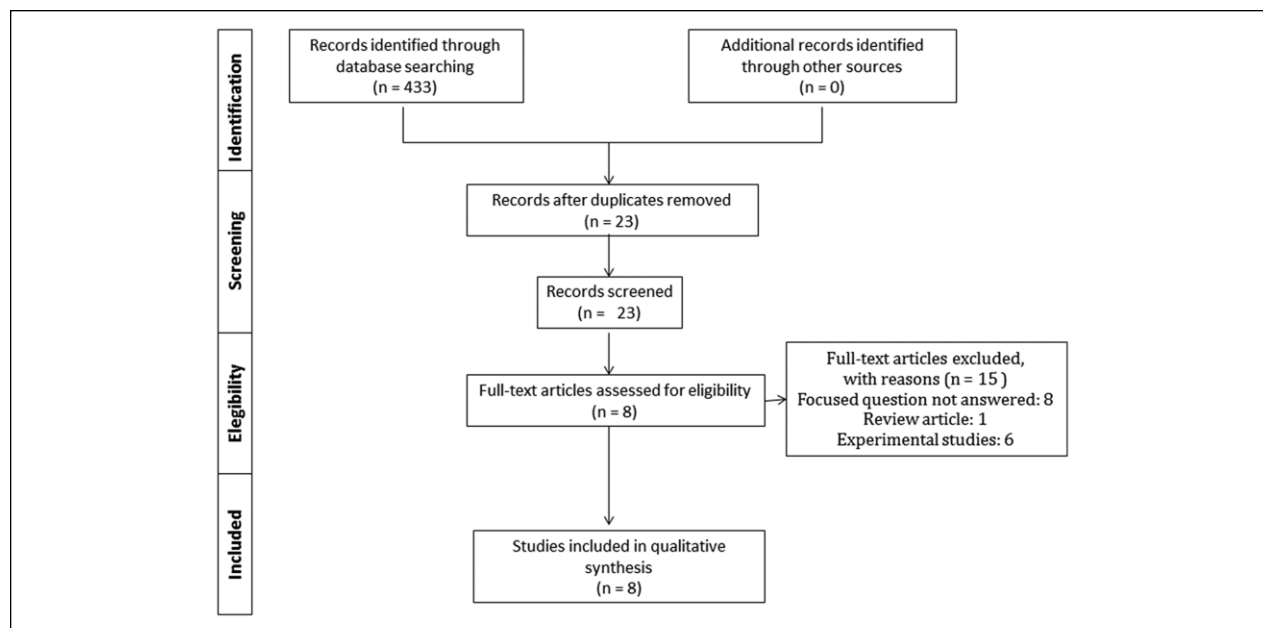 Identification
Records identified through
database searching
(n = 433)
Additional records identified
through other sources
(n = 0)
Screening
Records after duplicates removed
(n = 23)
Records screened
(n = 23)
Elegibility
Full-text articles assessed for eligibility
(n = 8)
Full-text articles excluded,
with reasons (n = 15 )
Focused question not answered: 8
Review article: 1
Experimental studies: 6
Included
Studies included in qualitative
synthesis
(n = 8)